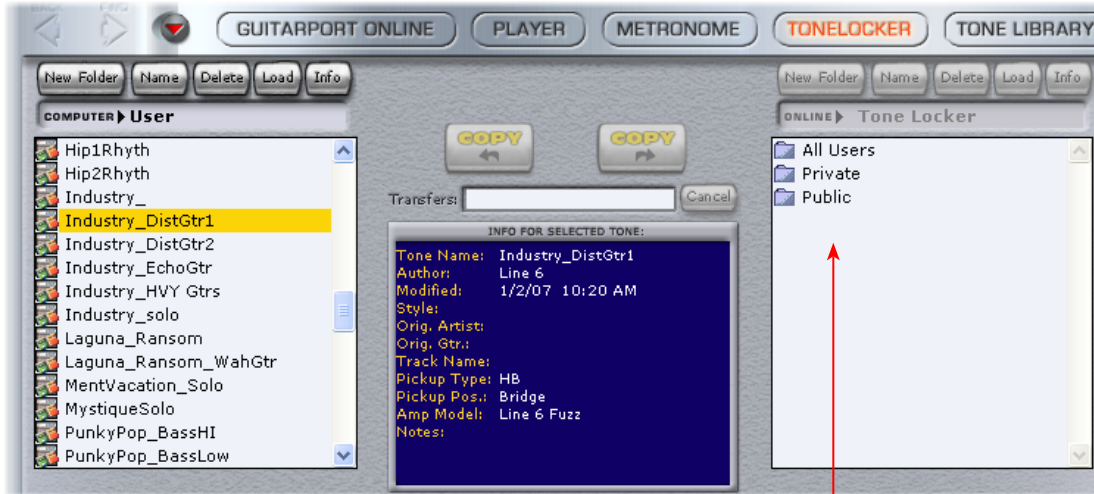 BACK FWD
GUITARPORT ONLINE PLAYER METRONOME TONELOCKER TONE LIBRARY
New Folder Name Delete Load Info
COMPUTER User
Hip1Rhyth
Hip2Rhyth
Industry_
Industry_DistGtr1
Industry_DistGtr2
Industry_EchoGtr
Industry_HVY Gtrs
Industry_solo
Laguna_Ransom
Laguna_Ransom_WahGtr
MentVacation_Solo
MystiqueSolo
PunkyPop_BassHI
PunkyPop_BassLow
COPY COPY
Transfers: Cancel
INFO FOR SELECTED TONE:
Tone Name: Industry_DistGtr1
Author: Line 6
Modified: 1/2/07 10:20 AM
Style:
Orig. Artist:
Orig. Gtr.:
Track Name:
Pickup Type: HB
Pickup Pos.: Bridge
Amp Model: Line 6 Fuzz
Notes:
New Folder Name Delete Load Info
ONLINE Tone Locker
All Users
Private
Public